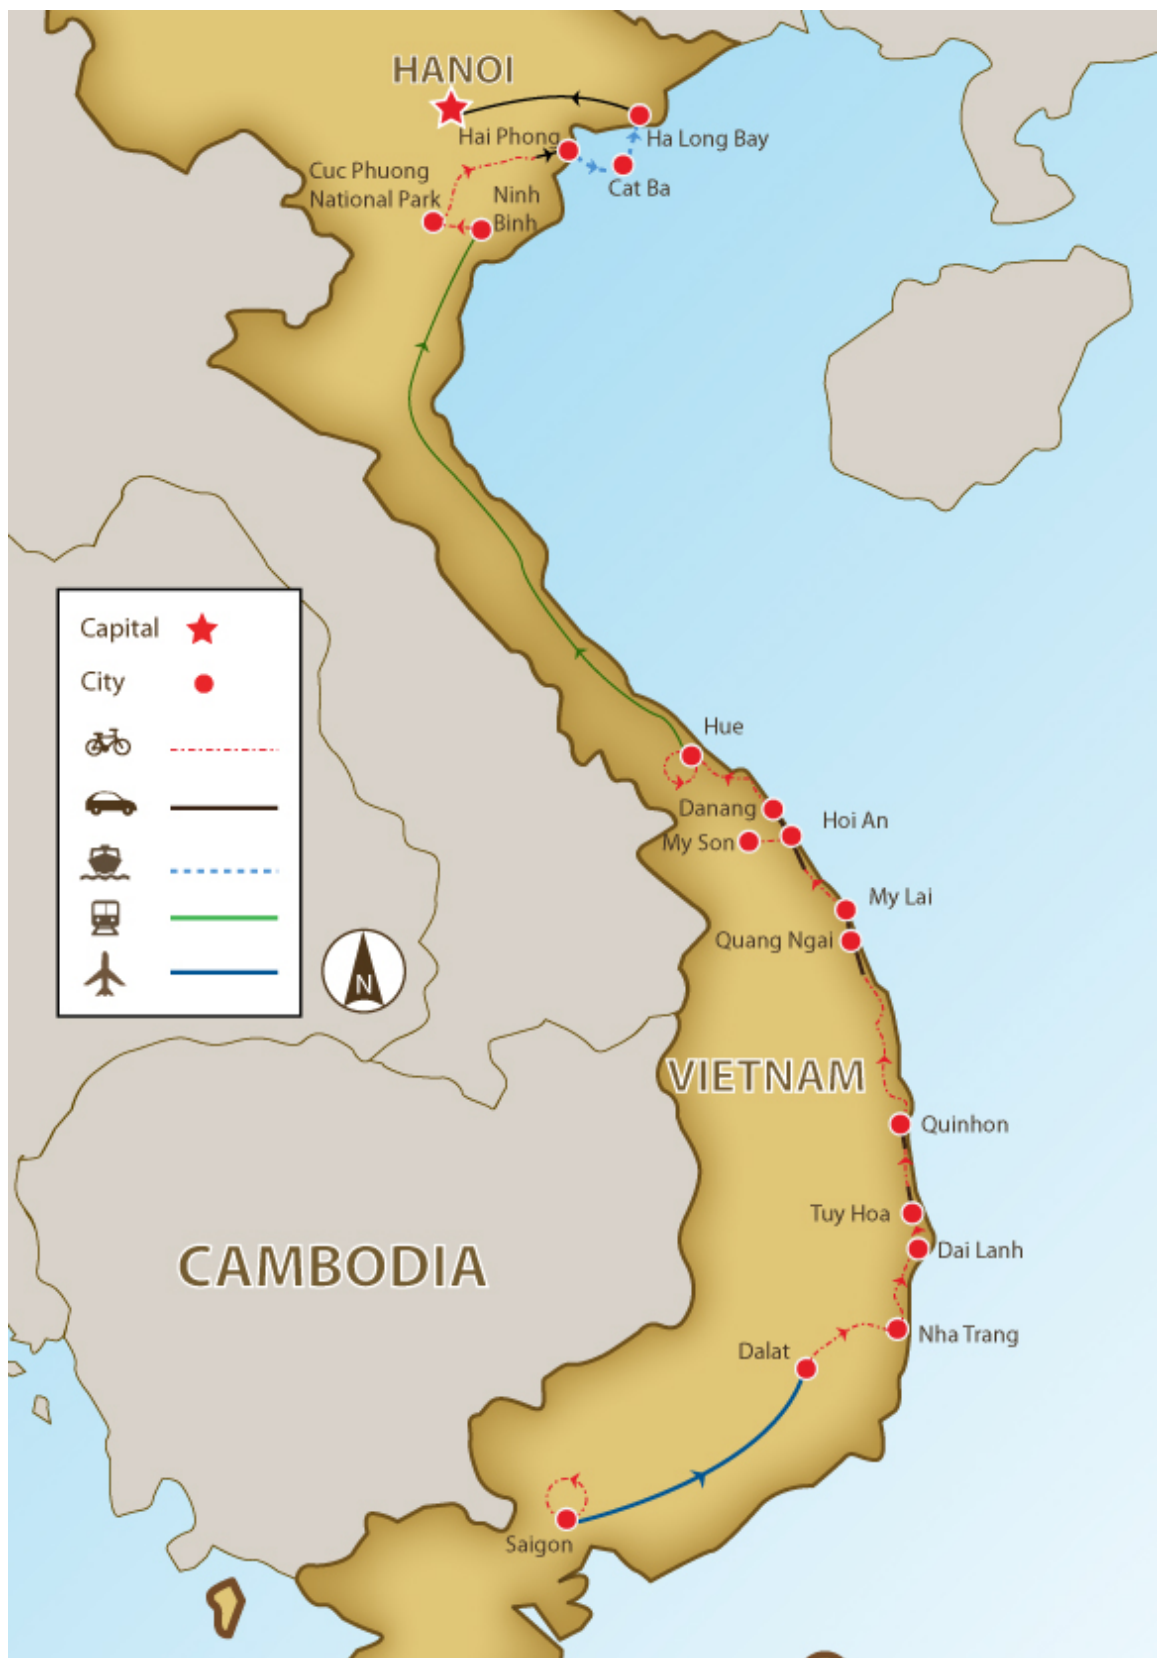 HANOI
Hai Phong
Ha Long Bay
Cat Ba
Cuc Phuong
National Park
Ninh
Binh
Capital
City
N
Hue
Danang
Hoi An
My Son
My Lai
Quang Ngai
VIETNAM
Quinhon
Tuy Hoa
Dai Lanh
CAMBODIA
Nha Trang
Dalat
Saigon